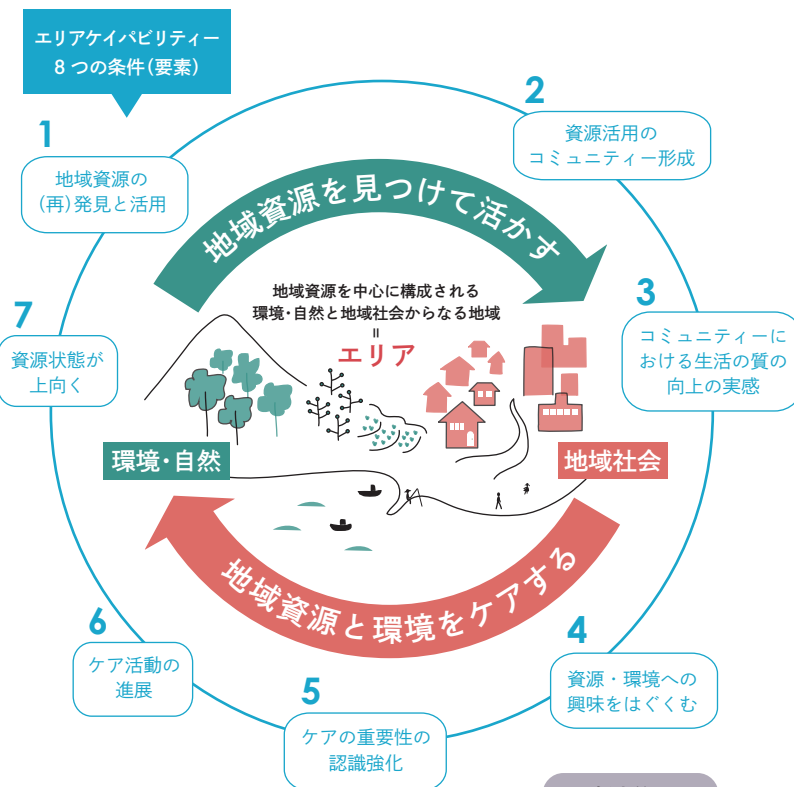 エリアケイパビリティー
8つの条件(要素)
1
地域資源の
(再)発見と活用
2
資源活用の
コミュニティー形成
地域資源を見つけて活かす
地域資源を中心に構成される
環境・自然と地域社会からなる地域
=
エリア
3
コミュニティーに
おける生活の質の
向上の実感
7
資源状態が
上向く
環境・自然
地域社会
地域資源と環境をケアする
4
資源・環境への
興味をはぐくむ
6
ケア活動の
進展
5
ケアの重要性の
認識強化